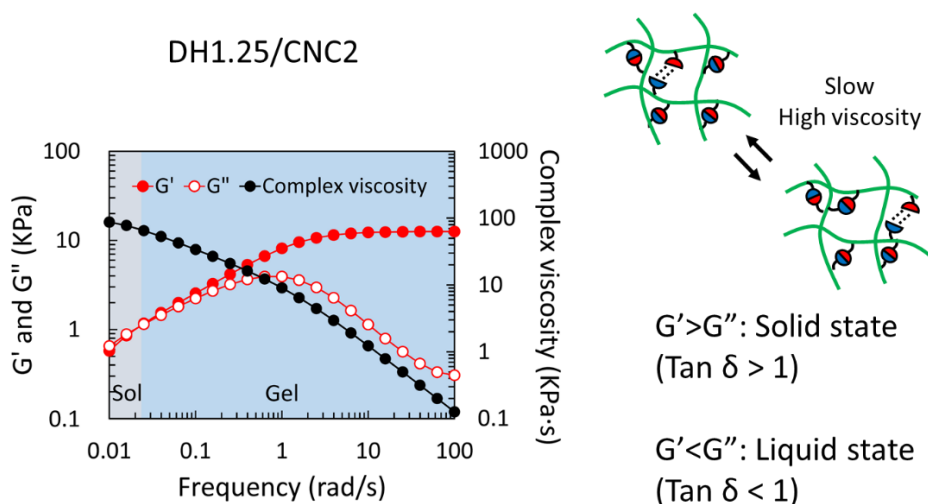 DH1.25/CNC2
Slow
High viscosity
100
1000
G' G" Complex viscosity
G' and G" (KPa)
Complex viscosity (KPa·s)
10
100
10
1
1
Sol Gel
0.1
0.1
0.01 0.1 1 10 100
Frequency (rad/s)
G'>G": Solid state
(Tan δ > 1)
G'<G": Liquid state
(Tan δ < 1)